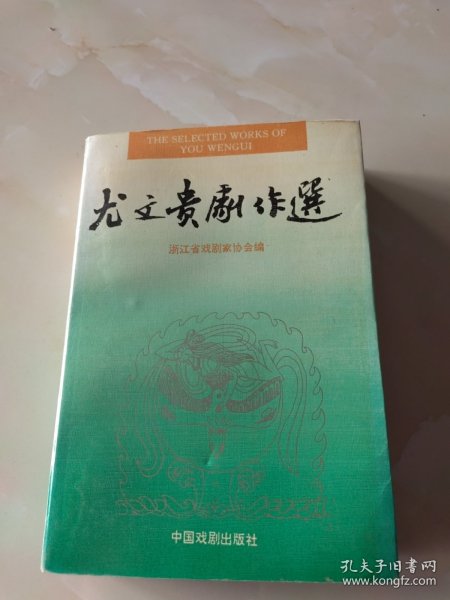 THE SELECTED WORKS OF
YOU WENGUI
尤文贵劇作選
浙江省戏剧家协会编
中国戏剧出版社
孔夫子旧书网
www.kongfz.com